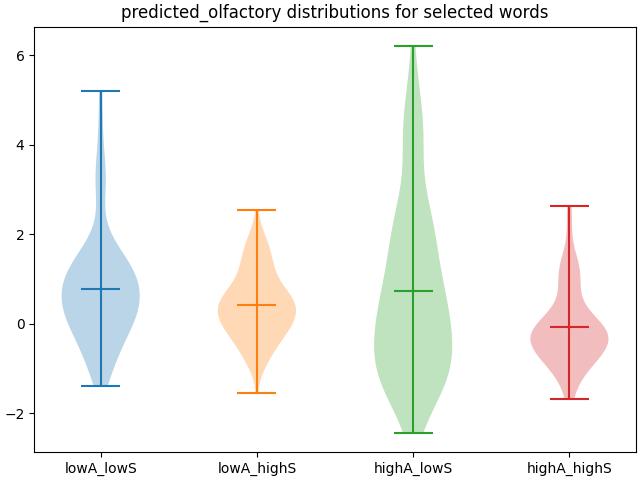 predicted_olfactory distributions for selected words
6
4
2
0
−2
lowA_lowS
lowA_highS
highA_lowS
highA_highS